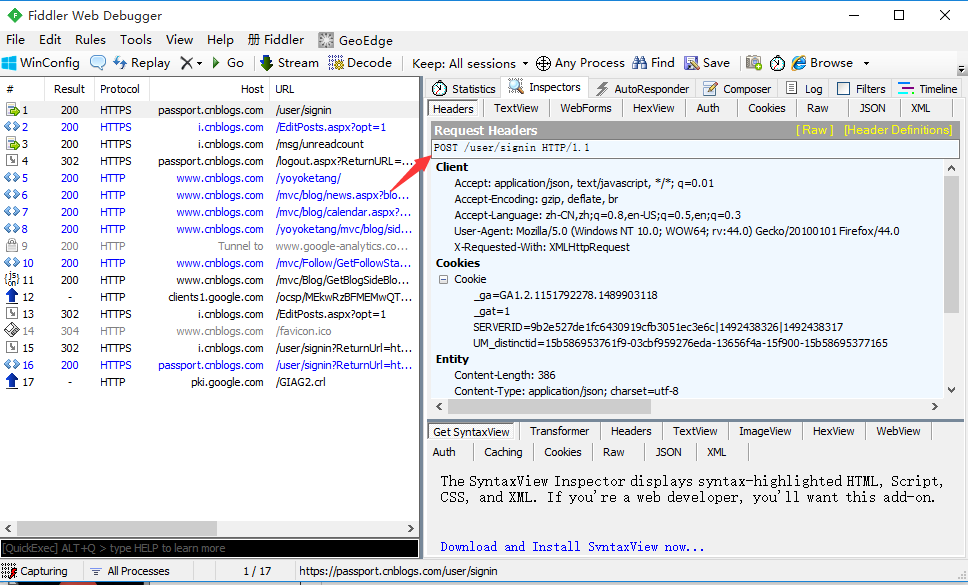 Fiddler Web Debugger
File Edit Rules Tools View Help 册 Fiddler GeoEdge
WinConfig Replay Go Stream Decode Keep: All sessions Any Process Find Save Browse
# Result Protocol Host URL
1 200 HTTPS passport.cnblogs.com /user/signin
2 200 HTTPS i.cnblogs.com /EditPosts.aspx?opt=1
3 200 HTTPS i.cnblogs.com /msg/unreadcount
4 302 HTTPS passport.cnblogs.com /logout.aspx?ReturnURL=...
5 200 HTTP www.cnblogs.com /yoyoketang/
6 200 HTTP www.cnblogs.com /mvc/blog/news.aspx?blo...
7 200 HTTP www.cnblogs.com /mvc/blog/calendar.aspx?...
8 200 HTTP www.cnblogs.com /yoyoketang/mvc/blog/sid...
9 200 HTTP Tunnel to www.google-analytics.co...
10 200 HTTP www.cnblogs.com /mvc/Follow/GetFollowSta...
{js on} 11 200 HTTP www.cnblogs.com /mvc/Blog/GetBlogSideBlo...
12 - HTTP clients1.google.com /ocsp/MEkwRzBFMEMwQT...
13 302 HTTP i.cnblogs.com /EditPosts.aspx?opt=1
14 304 HTTP www.cnblogs.com /favicon.ico
15 302 HTTPS i.cnblogs.com /user/signin?ReturnUrl=ht...
16 200 HTTPS passport.cnblogs.com /user/signin?ReturnUrl=ht...
17 - HTTP pki.google.com /GIAG2.crl
[QuickExec] ALT+Q > type HELP to learn more
Statistics Inspectors AutoResponder Composer Log Filters Timeline
Headers TextView WebForms HexView Auth Cookies Raw JSON XML
Request Headers [ Raw ] [Header Definitions]
POST /user/signin HTTP/1.1
Client
Accept: application/json, text/javascript, */*; q=0.01
Accept-Encoding: gzip, deflate, br
Accept-Language: zh-CN,zh;q=0.8,en-US;q=0.5,en;q=0.3
User-Agent: Mozilla/5.0 (Windows NT 10.0; WOW64; rv:44.0) Gecko/20100101 Firefox/44.0
X-Requested-With: XMLHttpRequest
Cookies
Cookie
_ga=GA1.2.1151792278.1489903118
_gat=1
SERVERID=9b2e527de1fc6430919cfb3051ec3e6c|1492438326|1492438317
UM_distinctid=15b586953761f9-03cbf959276eda-13656f4a-15f900-15b58695377165
Entity
Content-Length: 386
Content-Type: application/json; charset=utf-8
Get SyntaxView Transformer Headers TextView ImageView HexView WebView
Auth Caching Cookies Raw JSON XML
The SyntaxView Inspector displays syntax-highlighted HTML, Script,
CSS, and XML. If you're a web developer, you'll want this add-on.
Download and Install SyntaxView now...
Capturing All Processes 1 / 17 https://passport.cnblogs.com/user/signin